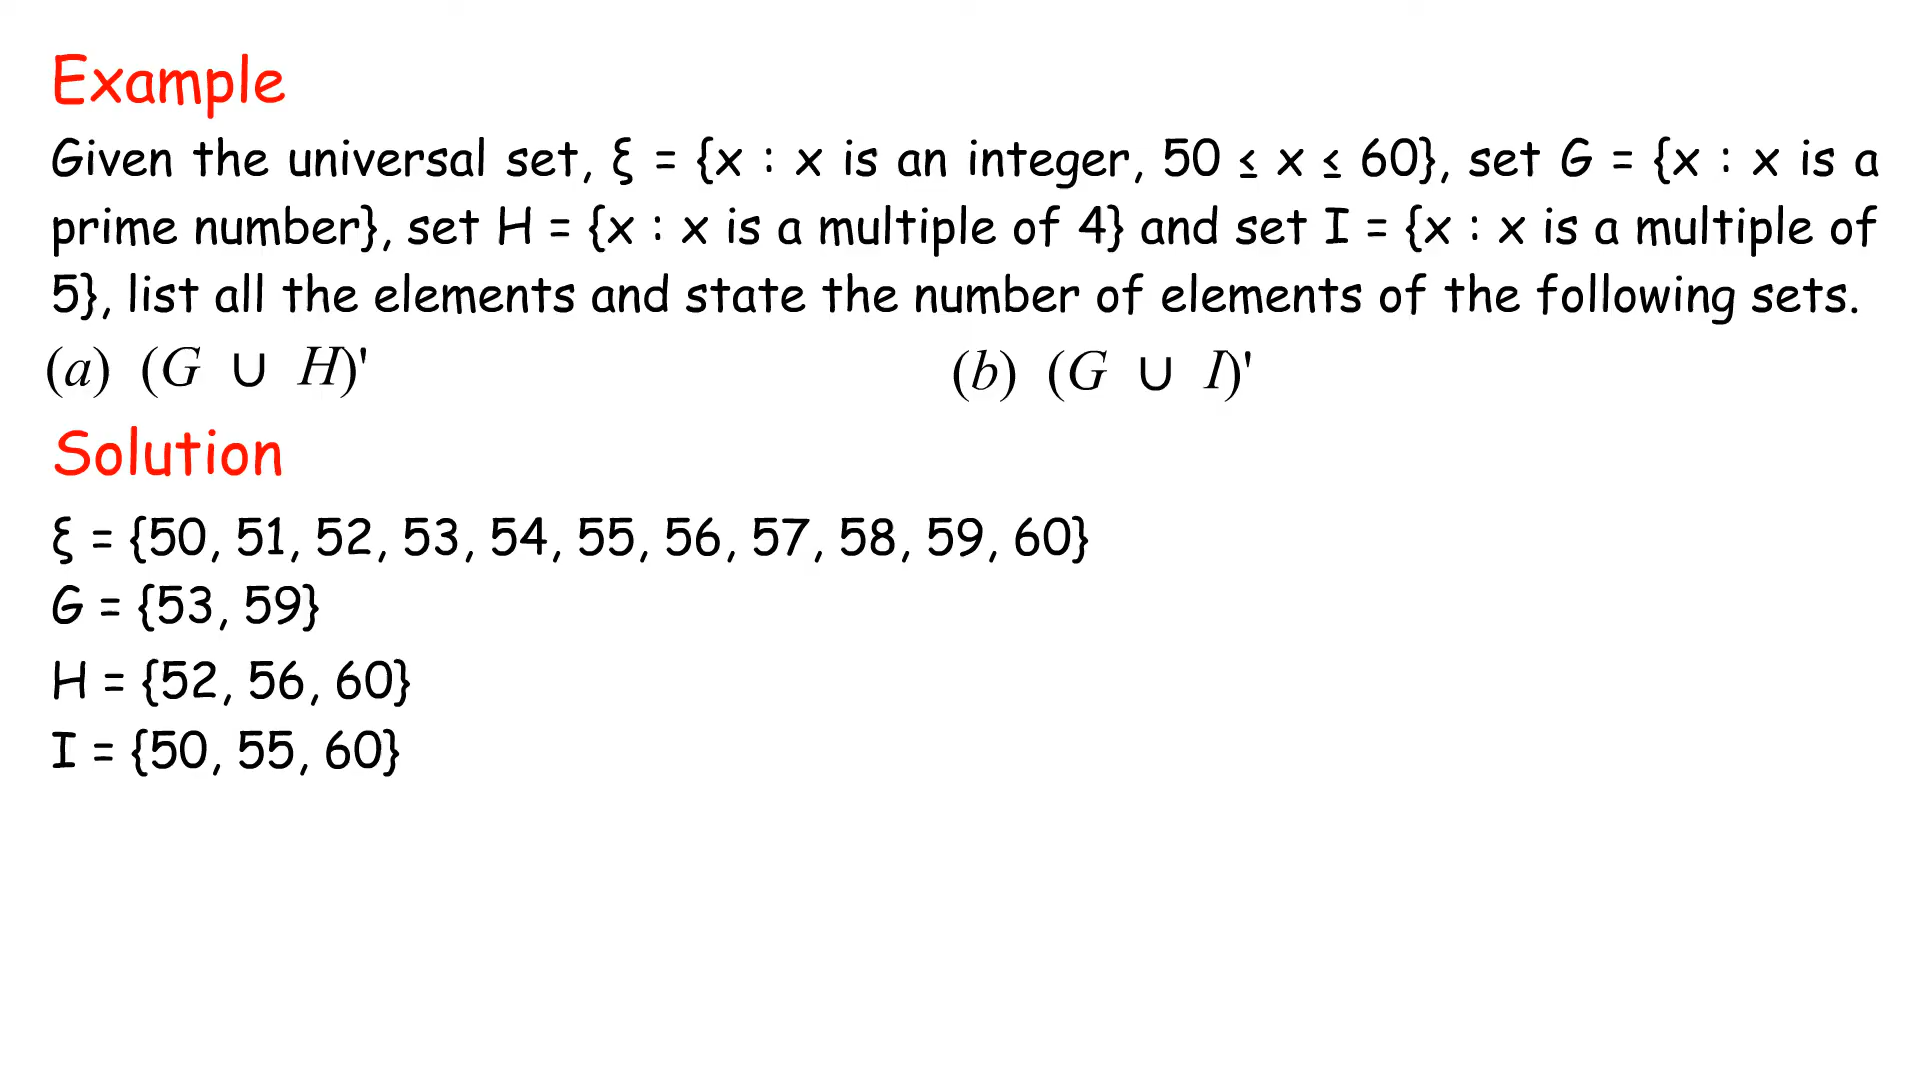 Example
Given the universal set, ξ = {x : x is an integer, 50 ≤ x ≤ 60}, set G = {x : x is a
prime number}, set H = {x : x is a multiple of 4} and set I = {x : x is a multiple of
5}, list all the elements and state the number of elements of the following sets.
(a) (G ∪ H)' (b) (G ∪ I)'
Solution
ξ = {50, 51, 52, 53, 54, 55, 56, 57, 58, 59, 60}
G = {53, 59}
H = {52, 56, 60}
I = {50, 55, 60}